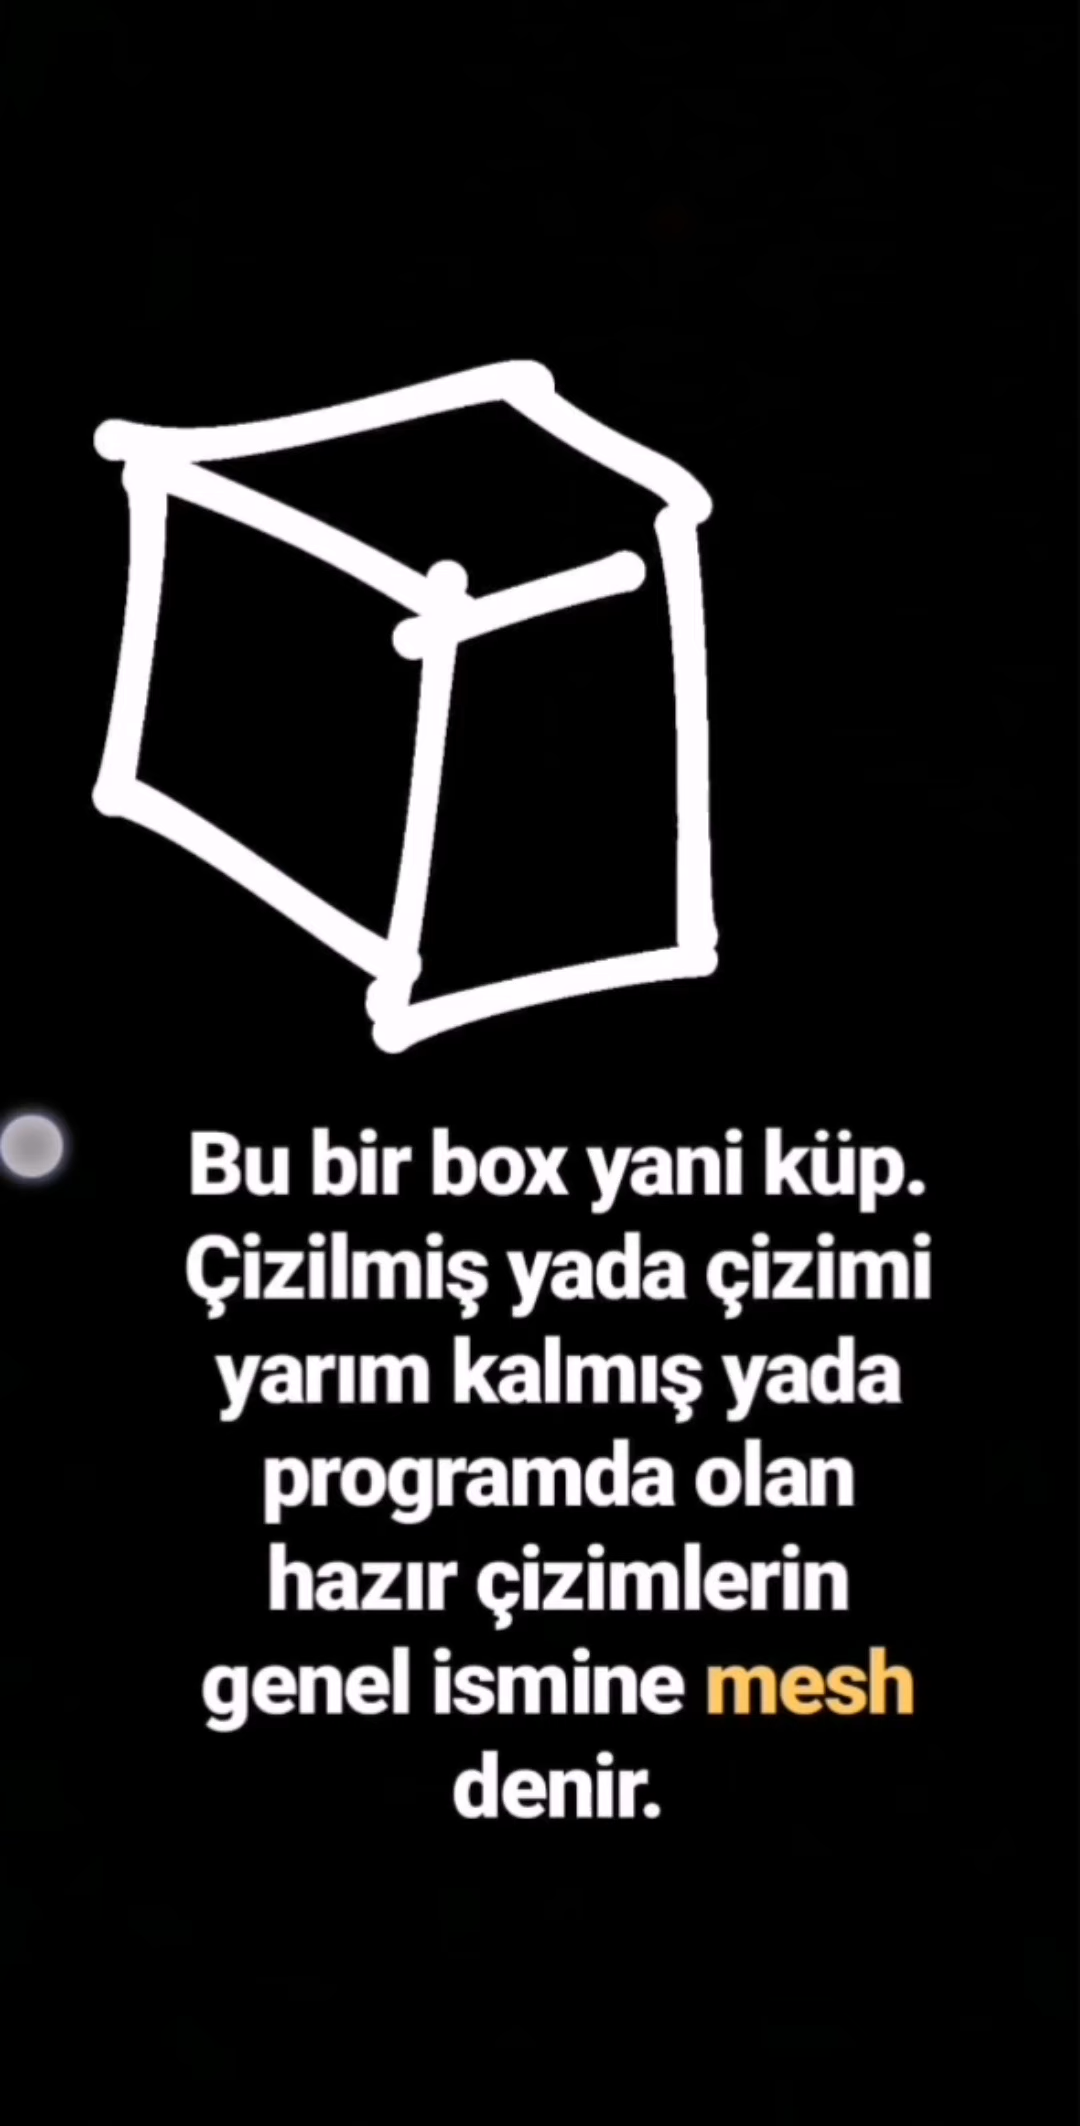 Bu bir box yani küp.
Çizilmiş yada çizimi
yarım kalmış yada
programda olan
hazır çizimlerin
genel ismine mesh
denir.